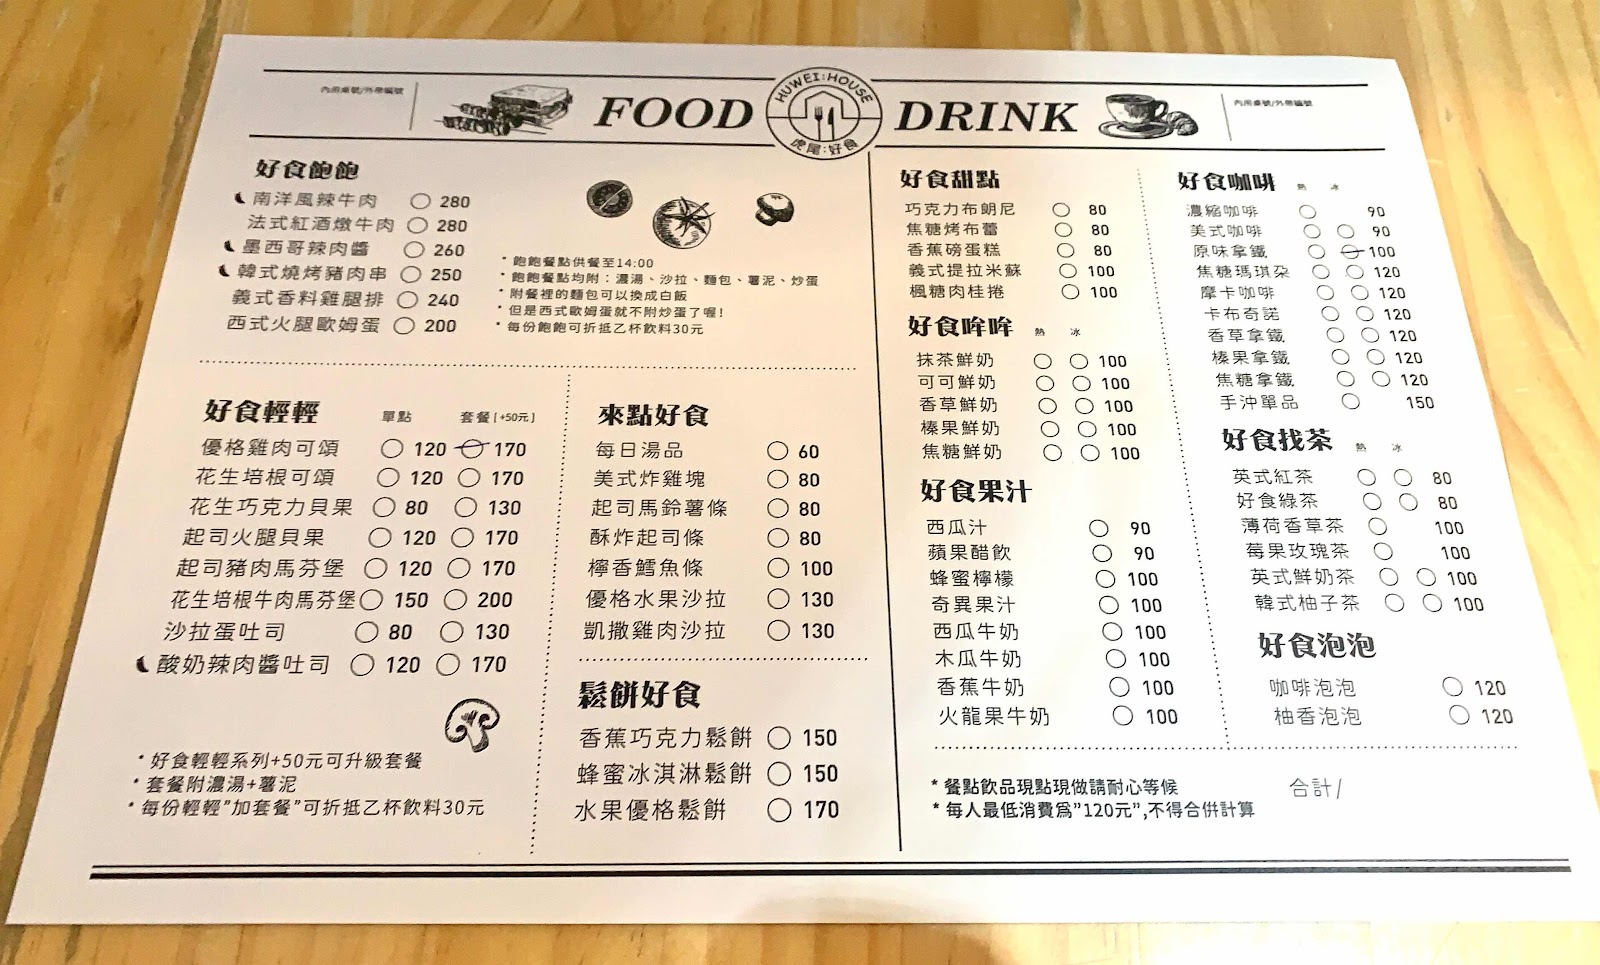 內用桌號/外帶編號
FOOD
HUWEI:HOUSE
虎尾:好食
DRINK
內用桌號/外帶編號
好食飽飽
南洋風辣牛肉 280
法式紅酒燉牛肉 280
墨西哥辣肉醬 260
韓式燒烤豬肉串 250
義式香料雞腿排 240
西式火腿歐姆蛋 200
* 飽飽餐點供餐至14:00
* 飽飽餐點均附：濃湯、沙拉、麵包、薯泥、炒蛋
* 附餐裡的麵包可以換成白飯
* 但是西式歐姆蛋就不附炒蛋了喔!
* 每份飽飽可折抵乙杯飲料30元
好食輕輕 單點 套餐 [+50元]
優格雞肉可頌 120 170
花生培根可頌 120 170
花生巧克力貝果 80 130
起司火腿貝果 120 170
起司豬肉馬芬堡 120 170
花生培根牛肉馬芬堡 150 200
沙拉蛋吐司 80 130
酸奶辣肉醬吐司 120 170
* 好食輕輕系列+50元可升級套餐
* 套餐附濃湯+薯泥
* 每份輕輕"加套餐"可折抵乙杯飲料30元
來點好食
每日湯品 60
美式炸雞塊 80
起司馬鈴薯條 80
酥炸起司條 80
檸香鱈魚條 100
優格水果沙拉 130
凱撒雞肉沙拉 130
鬆餅好食
香蕉巧克力鬆餅 150
蜂蜜冰淇淋鬆餅 150
水果優格鬆餅 170
好食甜點
巧克力布朗尼 80
焦糖烤布蕾 80
香蕉磅蛋糕 80
義式提拉米蘇 100
楓糖肉桂捲 100
好食哞哞 熱 冰
抹茶鮮奶 100
可可鮮奶 100
香草鮮奶 100
榛果鮮奶 100
焦糖鮮奶 100
好食果汁
西瓜汁 90
蘋果醋飲 90
蜂蜜檸檬 100
奇異果汁 100
西瓜牛奶 100
木瓜牛奶 100
香蕉牛奶 100
火龍果牛奶 100
好食咖啡 熱 冰
濃縮咖啡 90
美式咖啡 90
原味拿鐵 100
焦糖瑪琪朵 120
摩卡咖啡 120
卡布奇諾 120
香草拿鐵 120
榛果拿鐵 120
焦糖拿鐵 120
手沖單品 150
好食找茶 熱 冰
英式紅茶 80
好食綠茶 80
薄荷香草茶 100
莓果玫瑰茶 100
英式鮮奶茶 100
韓式柚子茶 100
好食泡泡
咖啡泡泡 120
柚香泡泡 120
* 餐點飲品現點現做請耐心等候
* 每人最低消費為"120元",不得合併計算
合計/